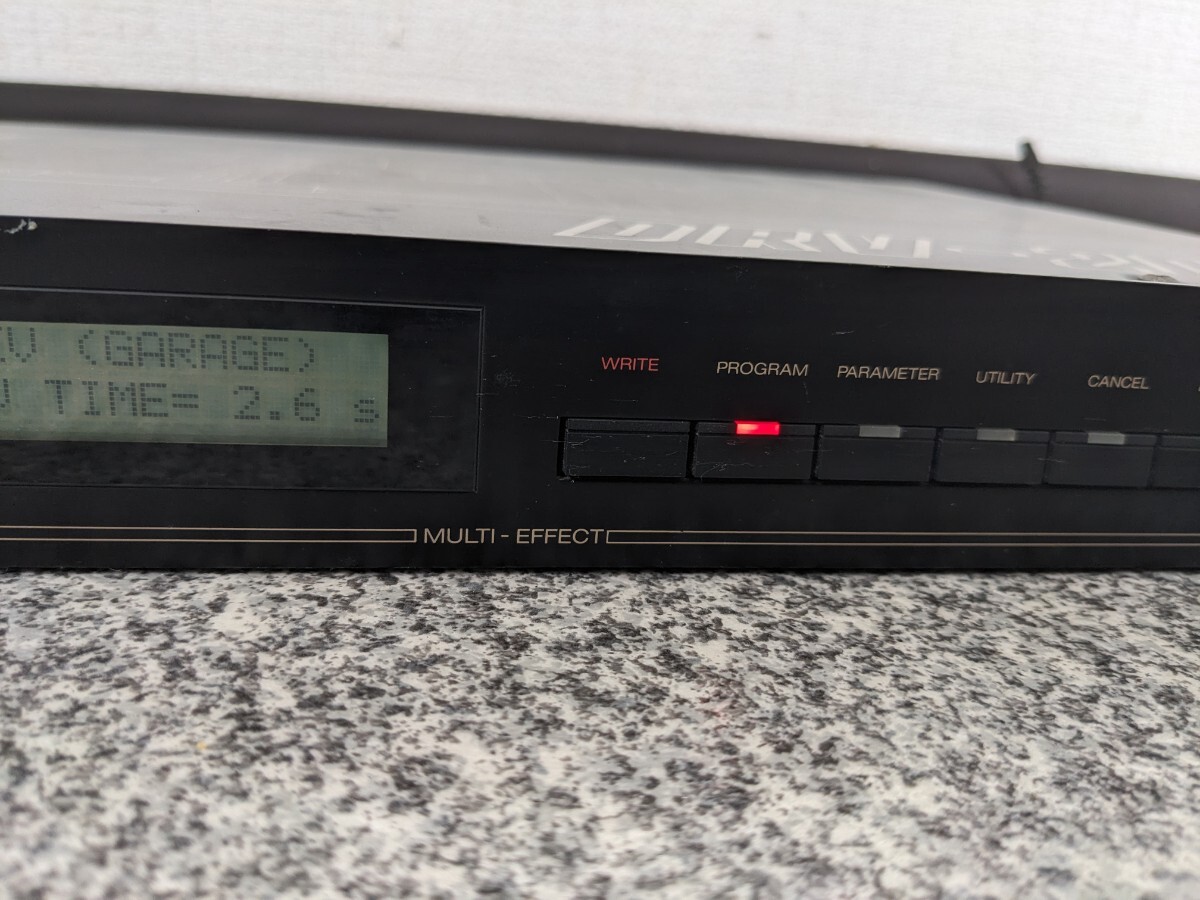 (GARAGE)
TIME= 2.6 s
WRITE
PROGRAM
PARAMETER
UTILITY
CANCEL
MULTI - EFFECT